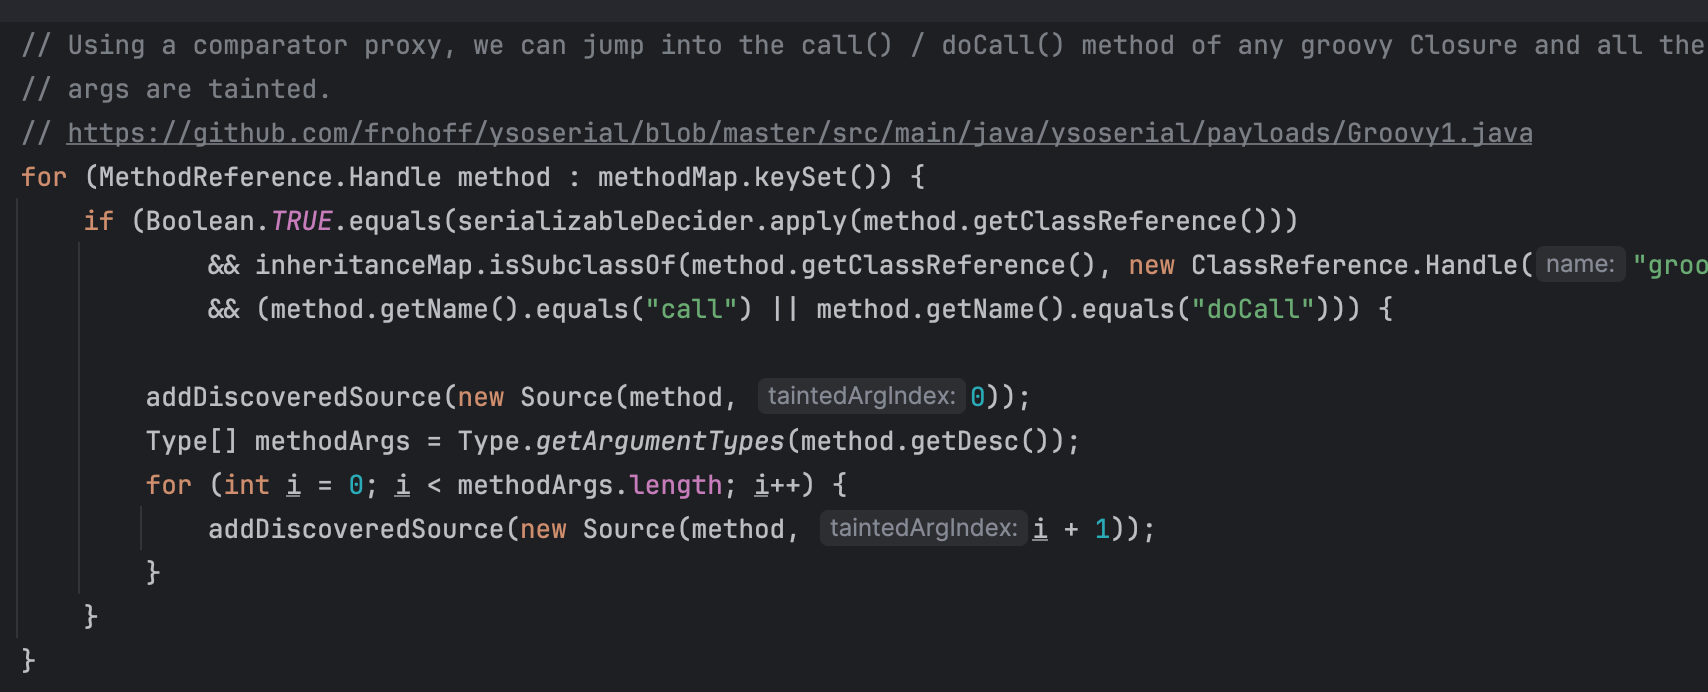 // Using a comparator proxy, we can jump into the call() / doCall() method of any groovy Closure and all the
// args are tainted.
// https://github.com/frohoff/ysoserial/blob/master/src/main/java/ysoserial/payloads/Groovy1.java
for (MethodReference.Handle method : methodMap.keySet()) {
if (Boolean.TRUE.equals(serializableDecider.apply(method.getClassReference()))
&& inheritanceMap.isSubclassOf(method.getClassReference(), new ClassReference.Handle( name: "groo
&& (method.getName().equals("call") || method.getName().equals("doCall"))) {
addDiscoveredSource(new Source(method, taintedArgIndex: 0));
Type[] methodArgs = Type.getArgumentTypes(method.getDesc());
for (int i = 0; i < methodArgs.length; i++) {
addDiscoveredSource(new Source(method, taintedArgIndex: i + 1));
}
}
}